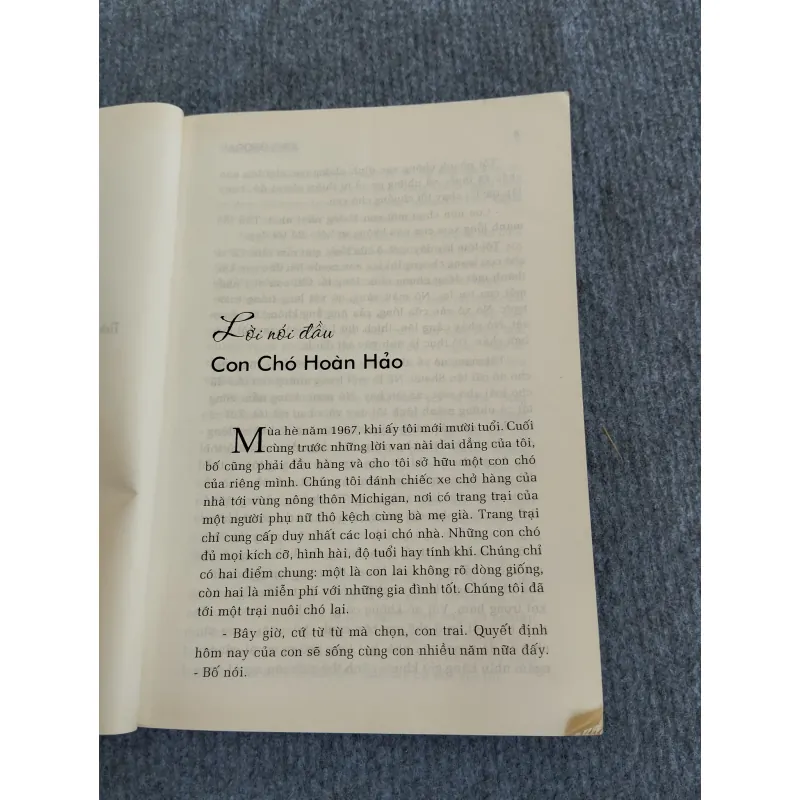 Lời nói đầu
Con Chó Hoàn Hảo
Mùa hè năm 1967, khi ấy tôi mới mười tuổi. Cuối
cùng trước những lời van nài dai dẳng của tôi,
bố cũng phải đầu hàng và cho tôi sở hữu một con chó
của riêng mình. Chúng tôi đánh chiếc xe chở hàng của
nhà tới vùng nông thôn Michigan, nơi có trang trại của
một người phụ nữ thô kệch cùng bà mẹ già. Trang trại
chỉ cung cấp duy nhất các loại chó nhà. Những con chó
đủ mọi kích cỡ, hình hài, độ tuổi hay tính khí. Chúng chỉ
có hai điểm chung: một là con lai không rõ dòng giống,
còn hai là miễn phí với những gia đình tốt. Chúng tôi đã
tới một trại nuôi chó lai.
- Bây giờ, cứ từ từ mà chọn, con trai. Quyết định
hôm nay của con sẽ sống cùng con nhiều năm nữa đấy.
- Bố nói.